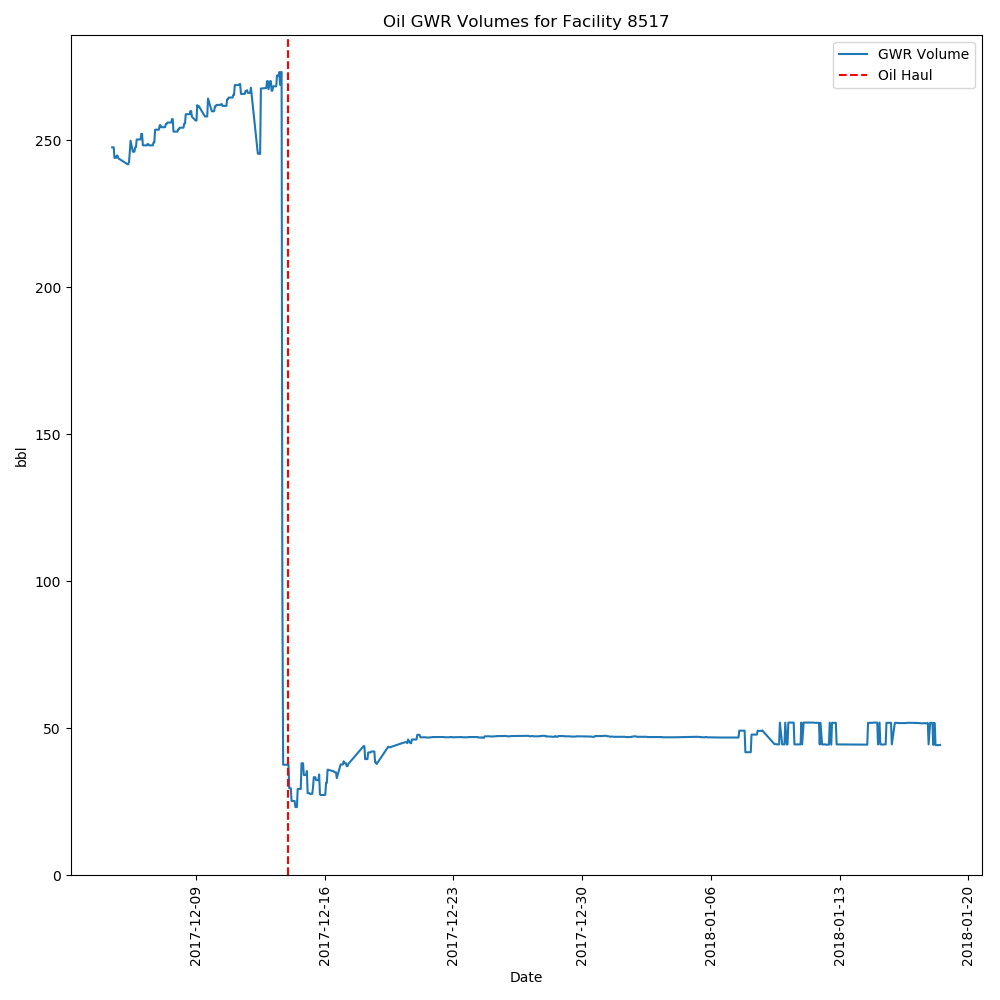 Oil GWR Volumes for Facility 8517
GWR Volume
Oil Haul
bbl
250
200
150
100
50
0
2017-12-09
2017-12-16
2017-12-23
2017-12-30
2018-01-06
2018-01-13
2018-01-20
Date